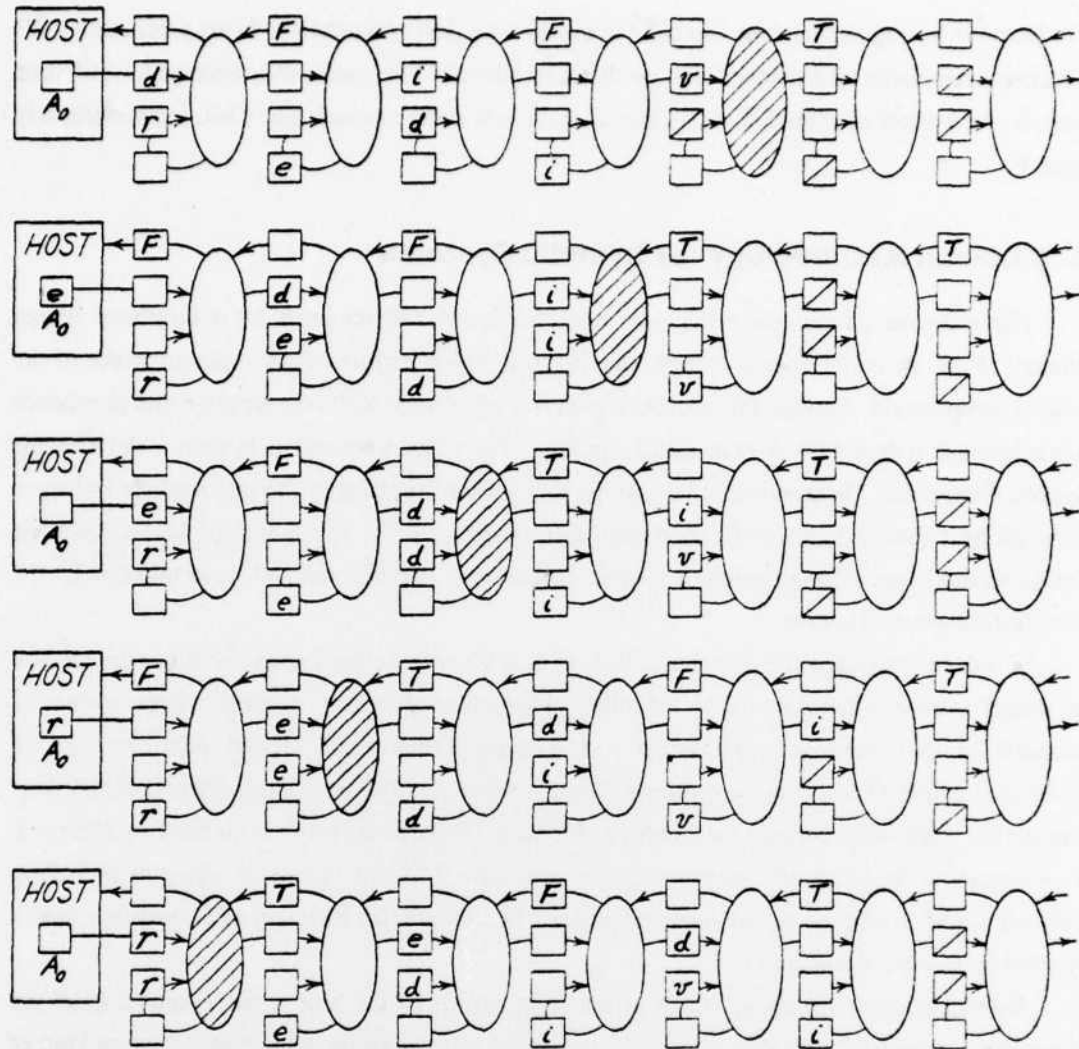 HOST F F T
d i v
A₀ r d
e i
HOST F F T T
e d i
A₀ e i
r d v
HOST F T T
e d i
A₀ r d v
e i
HOST F T F T
r e d i
A₀ e i
r d v
HOST T F T
r e d
A₀ r d v
e i i